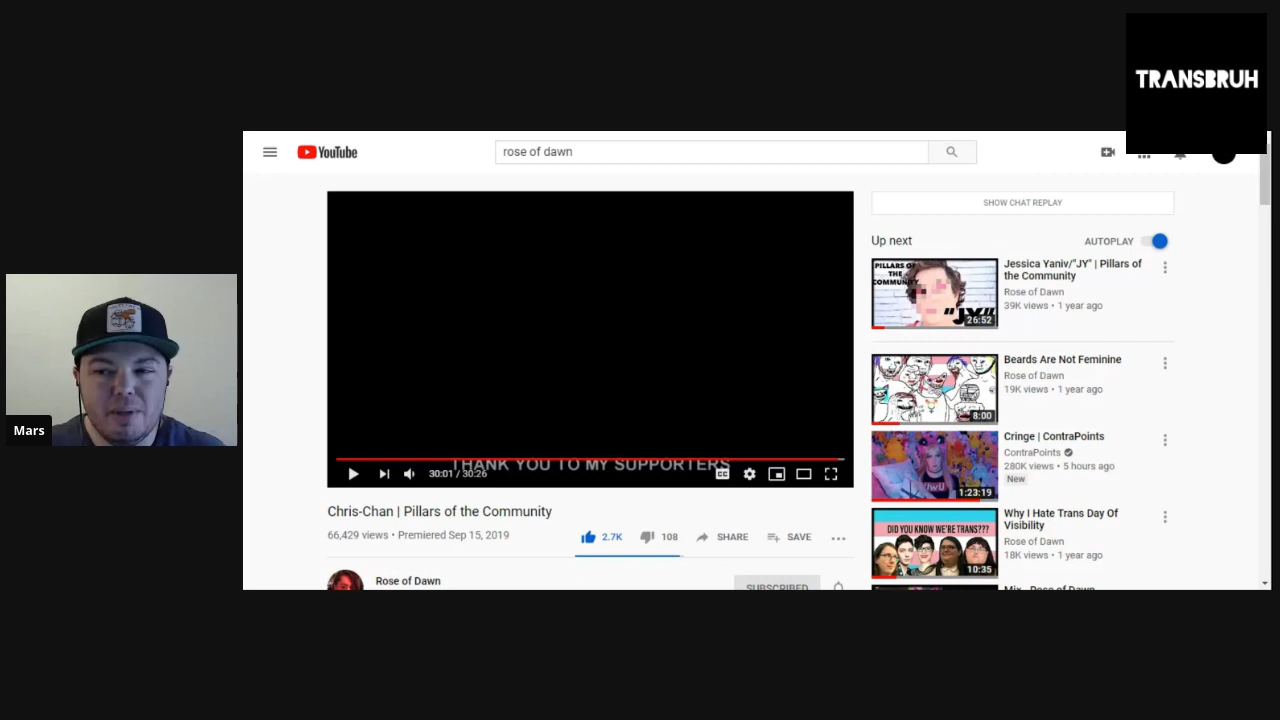 TRANSBRUH
YouTube
rose of dawn
SHOW CHAT REPLAY
Up next
AUTOPLAY
PILLARS OF
THE
COMMUNITY
"JY"
26:52
Jessica Yaniv/"JY" | Pillars of
the Community
Rose of Dawn
39K views • 1 year ago
8:00
Beards Are Not Feminine
Rose of Dawn
19K views • 1 year ago
1:23:19
Cringe | ContraPoints
ContraPoints
280K views • 5 hours ago
New
DID YOU KNOW WE'RE TRANS???
10:35
Why I Hate Trans Day Of
Visibility
Rose of Dawn
18K views • 1 year ago
Mix - Rose of Dawn
THANK YOU TO MY SUPPORTERS
30:01 / 30:26
CC
Chris-Chan | Pillars of the Community
66,429 views • Premiered Sep 15, 2019
2.7K
108
SHARE
SAVE
Rose of Dawn
SUBSCRIBED
Mars